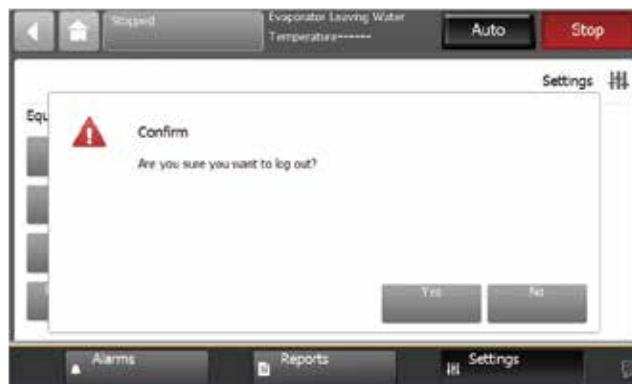 Stopped
Evaporator Leaving Water
Temperature------
Auto
Stop
Settings
Equ
Confirm
Are you sure you want to log out?
Yes
No
Alarms
Reports
Settings